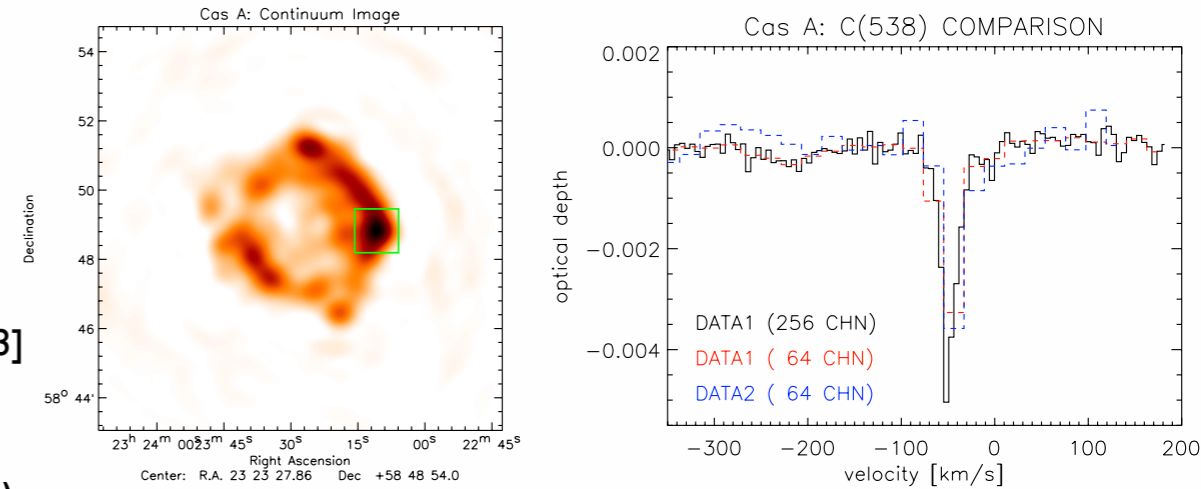 Cas A: Continuum Image
54
52
50
48
46
58° 44'
Declination
23h 24m 00s 23m 45s 30s 15s 00s 22m 45s
Right Ascension
Center: R.A. 23 23 27.86 Dec +58 48 54.0
3]
Cas A: C(538) COMPARISON
0.002
0.000
−0.002
−0.004
optical depth
DATA1 (256 CHN)
DATA1 ( 64 CHN)
DATA2 ( 64 CHN)
−300 −200 −100 0 100 200
velocity [km/s]
)